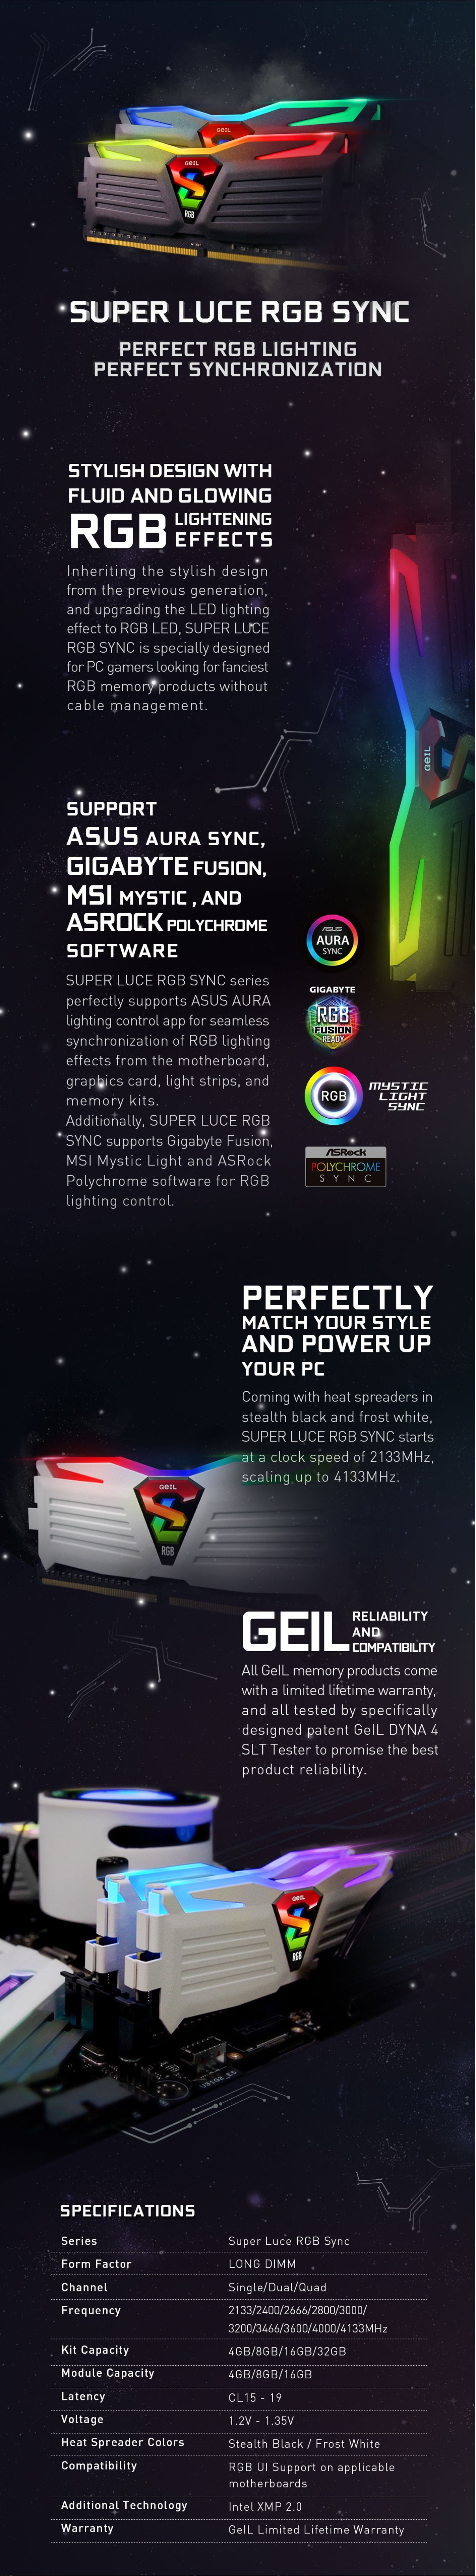 GeIL
GeIL
RGB
SUPER LUCE RGB SYNC
PERFECT RGB LIGHTING
PERFECT SYNCHRONIZATION
STYLISH DESIGN WITH
FLUID AND GLOWING
RGB LIGHTENING
EFFECTS
Inheriting the stylish design
from the previous generation,
and upgrading the LED lighting
effect to RGB LED, SUPER LUCE
RGB SYNC is specially designed
for PC gamers looking for fanciest
RGB memory products without
cable management.
GeIL
SUPPORT
ASUS AURA SYNC,
GIGABYTE FUSION,
MSI MYSTIC , AND
ASROCK POLYCHROME
SOFTWARE
SUPER LUCE RGB SYNC series
perfectly supports ASUS AURA
lighting control app for seamless
synchronization of RGB lighting
effects from the motherboard,
graphics card, light strips, and
memory kits.
Additionally, SUPER LUCE RGB
SYNC supports Gigabyte Fusion,
MSI Mystic Light and ASRock
Polychrome software for RGB
lighting control.
ASUS
AURA
SYNC
GIGABYTE
RGB
FUSION
READY
RGB
MYSTIC
LIGHT
SYNC
ASRock
POLYCHROME
SYNC
PERFECTLY
MATCH YOUR STYLE
AND POWER UP
YOUR PC
Coming with heat spreaders in
stealth black and frost white,
SUPER LUCE RGB SYNC starts
at a clock speed of 2133MHz,
scaling up to 4133MHz.
GeIL
RGB
GEIL RELIABILITY
AND
COMPATIBILITY
All GeIL memory products come
with a limited lifetime warranty,
and all tested by specifically
designed patent GeIL DYNA 4
SLT Tester to promise the best
product reliability.
GeIL
RGB
SPECIFICATIONS
Series Super Luce RGB Sync
Form Factor LONG DIMM
Channel Single/Dual/Quad
Frequency 2133/2400/2666/2800/3000/
3200/3466/3600/4000/4133MHz
Kit Capacity 4GB/8GB/16GB/32GB
Module Capacity 4GB/8GB/16GB
Latency CL15 - 19
Voltage 1.2V - 1.35V
Heat Spreader Colors Stealth Black / Frost White
Compatibility RGB UI Support on applicable
motherboards
Additional Technology Intel XMP 2.0
Warranty GeIL Limited Lifetime Warranty